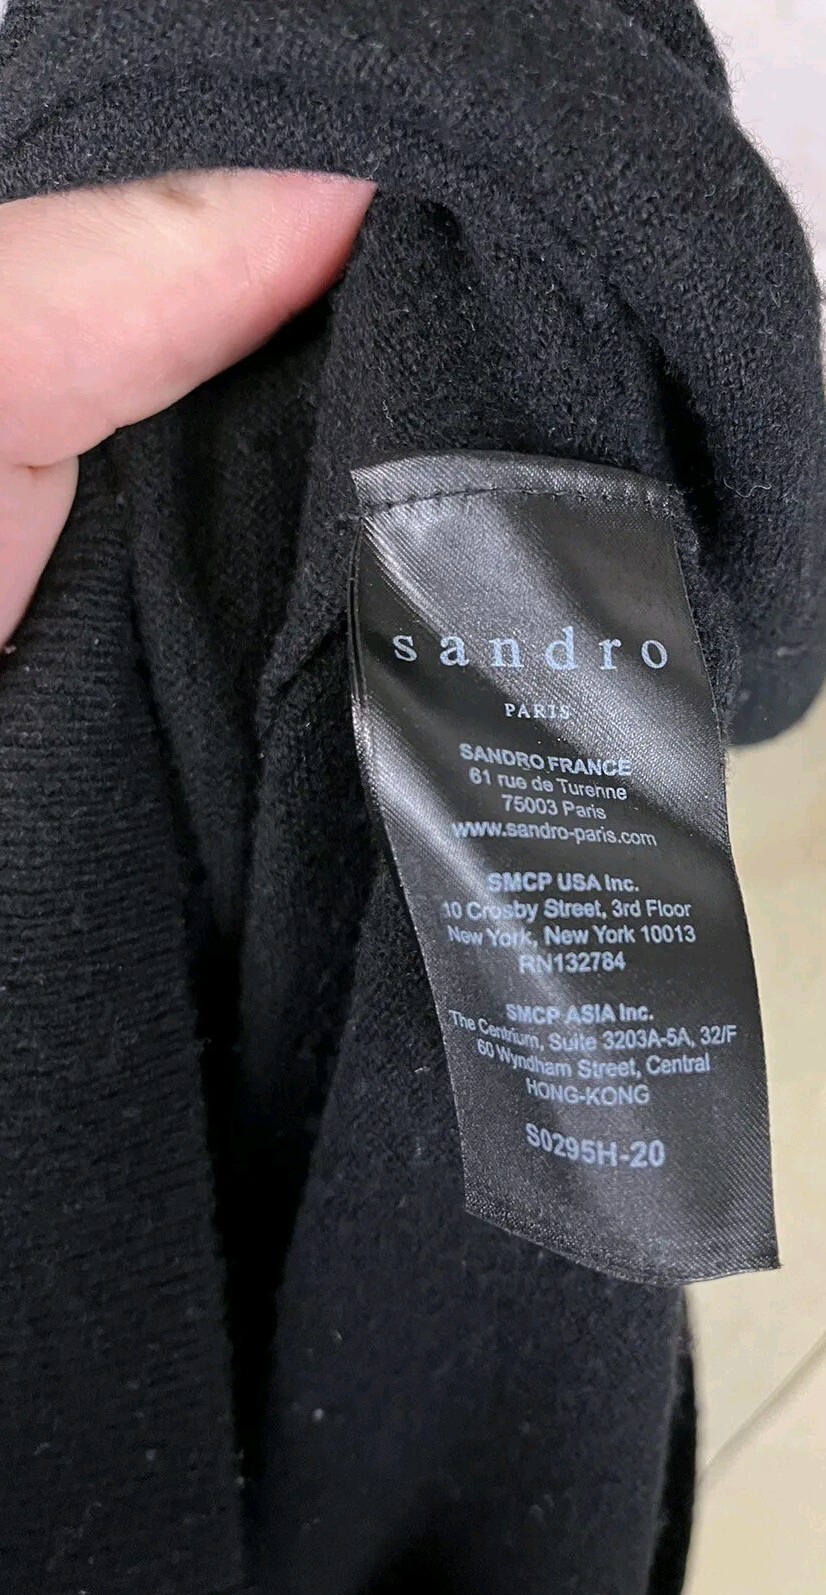 sandro
PARIS
SANDRO FRANCE
61 rue de Turenne
75003 Paris
www.sandro-paris.com
SMCP USA Inc.
10 Crosby Street, 3rd Floor
New York, New York 10013
RN132784
SMCP ASIA Inc.
The Centrium, Suite 3203A-5A, 32/F
60 Wyndham Street, Central
HONG-KONG
S0295H-20